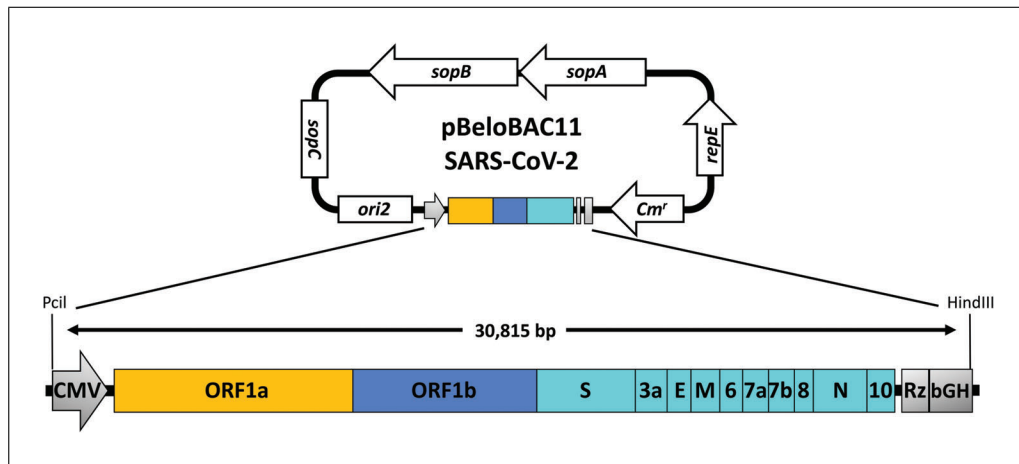 sopB
sopA
pBeloBAC11
SARS-CoV-2
sopC
repE
ori2
Cmʳ
PciI
HindIII
30,815 bp
CMV ORF1a ORF1b S 3a E M 6 7a 7b 8 N 10 Rz bGH